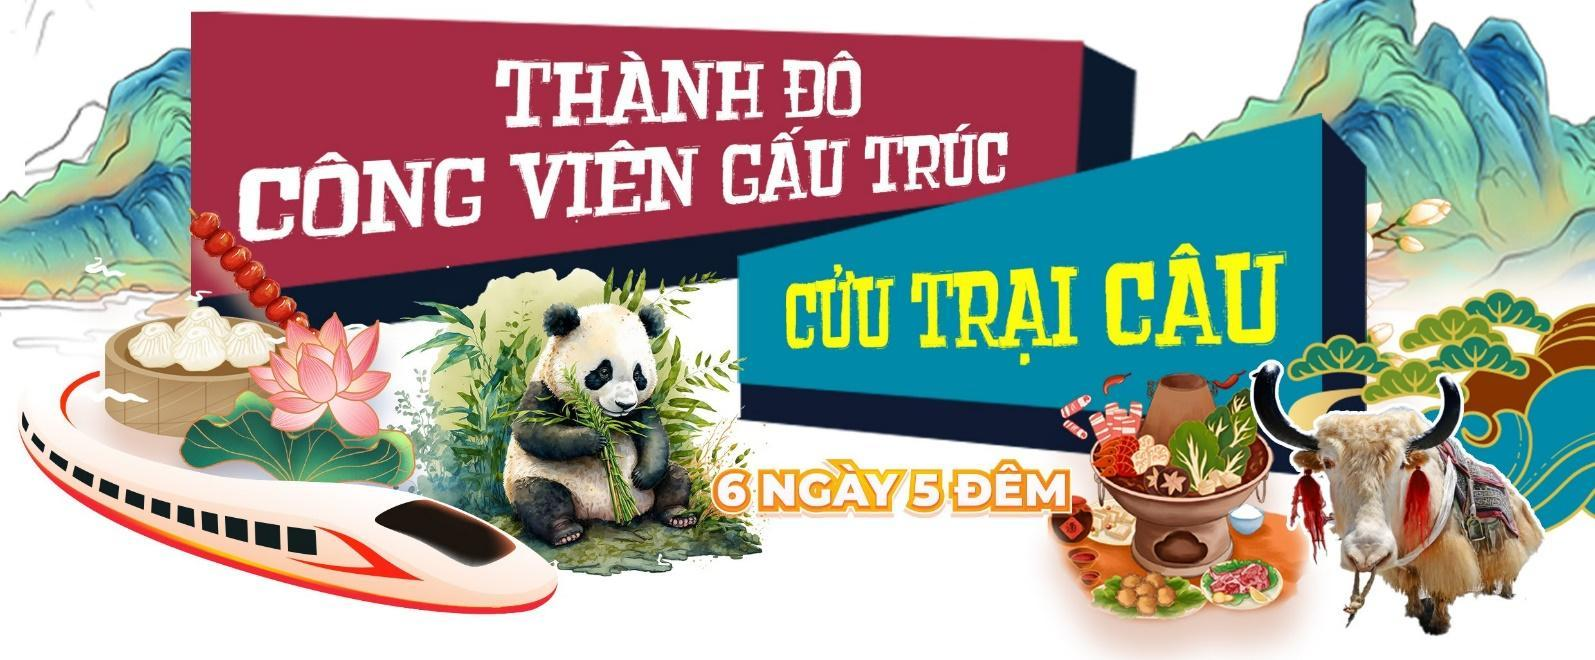 THÀNH ĐÔ
CÔNG VIÊN GẤU TRÚC
CỬU TRẠI CÂU
6 NGÀY 5 ĐÊM